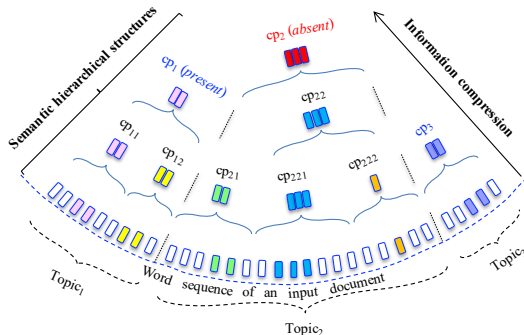 Semantic hierarchical structures
Information compression
cp₂ (absent)
cp₁ (present)
cp₂₂
cp₁₁
cp₁₂
cp₂₁
cp₂₂₁
cp₂₂₂
cp₃
Topic₁
Word sequence of an input document
Topic₃
Topic₂